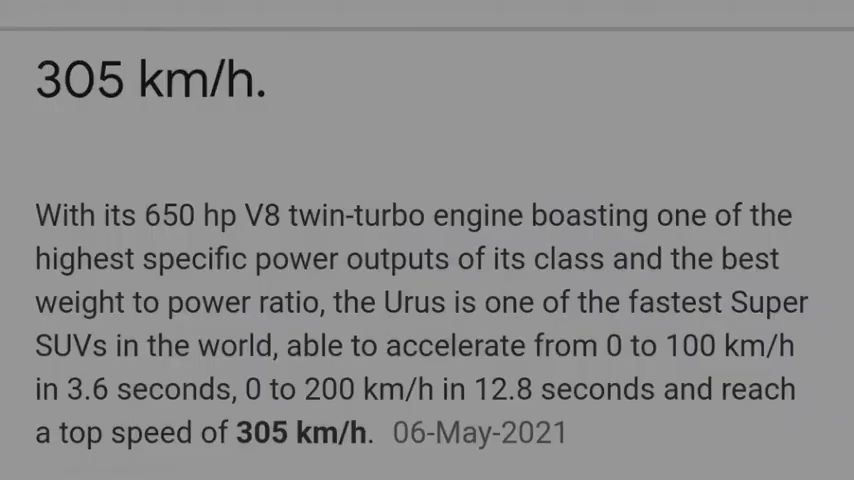 305 km/h.
With its 650 hp V8 twin-turbo engine boasting one of the
highest specific power outputs of its class and the best
weight to power ratio, the Urus is one of the fastest Super
SUVs in the world, able to accelerate from 0 to 100 km/h
in 3.6 seconds, 0 to 200 km/h in 12.8 seconds and reach
a top speed of 305 km/h. 06-May-2021